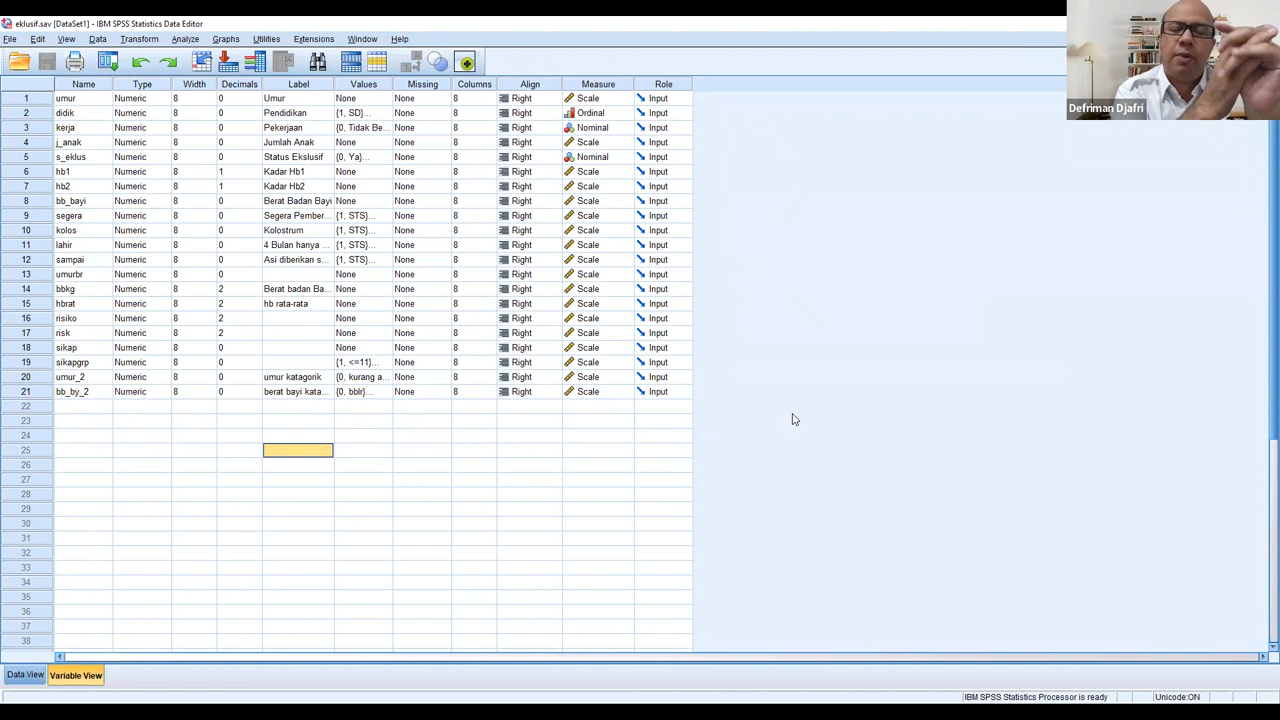 eklusif.sav [DataSet1] - IBM SPSS Statistics Data Editor
File Edit View Data Transform Analyze Graphs Utilities Extensions Window Help
Name Type Width Decimals Label Values Missing Columns Align Measure Role
1 umur Numeric 8 0 Umur None None 8 Right Scale Input
2 didik Numeric 8 0 Pendidikan {1, SD}... None 8 Right Ordinal Input
3 kerja Numeric 8 0 Pekerjaan {0, Tidak Be... None 8 Right Nominal Input
4 j_anak Numeric 8 0 Jumlah Anak None None 8 Right Scale Input
5 s_eklus Numeric 8 0 Status Ekslusif {0, Ya}... None 8 Right Nominal Input
6 hb1 Numeric 8 1 Kadar Hb1 None None 8 Right Scale Input
7 hb2 Numeric 8 1 Kadar Hb2 None None 8 Right Scale Input
8 bb_bayi Numeric 8 0 Berat Badan Bayi None None 8 Right Scale Input
9 segera Numeric 8 0 Segera Pember... {1, STS}... None 8 Right Scale Input
10 kolos Numeric 8 0 Kolostrum {1, STS}... None 8 Right Scale Input
11 lahir Numeric 8 0 4 Bulan hanya ... {1, STS}... None 8 Right Scale Input
12 sampai Numeric 8 0 Asi diberikan s... {1, STS}... None 8 Right Scale Input
13 umurbr Numeric 8 0 None None 8 Right Scale Input
14 bbkg Numeric 8 2 Berat badan Ba... None None 8 Right Scale Input
15 hbrat Numeric 8 2 hb rata-rata None None 8 Right Scale Input
16 risiko Numeric 8 2 None None 8 Right Scale Input
17 risk Numeric 8 2 None None 8 Right Scale Input
18 sikap Numeric 8 0 None None 8 Right Scale Input
19 sikapgrp Numeric 8 0 {1, <=11}... None 8 Right Scale Input
20 umur_2 Numeric 8 0 umur katagorik {0, kurang a... None 8 Right Scale Input
21 bb_by_2 Numeric 8 0 berat bayi kata... {0, bblr}... None 8 Right Scale Input
22
23
24
25
26
27
28
29
30
31
32
33
34
35
36
37
38
Data View Variable View
IBM SPSS Statistics Processor is ready Unicode:ON
Defriman Djafri